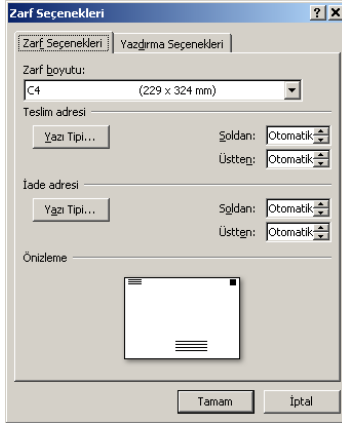 Zarf Seçenekleri
Zarf Seçenekleri Yazdırma Seçenekleri
Zarf boyutu:
C4 (229 x 324 mm)
Teslim adresi
Yazı Tipi... Soldan: Otomatik
Üstten: Otomatik
İade adresi
Yazı Tipi... Soldan: Otomatik
Üstten: Otomatik
Önizleme
Tamam İptal